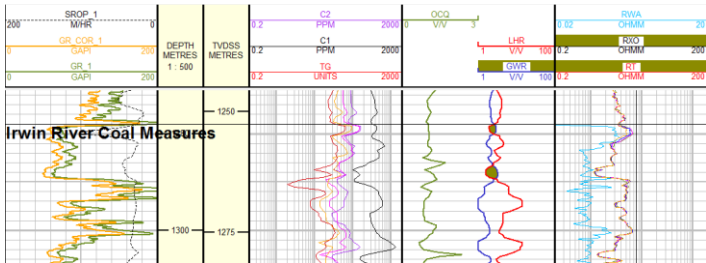 SROP_1
200 M/HR 0
GR_COR_1
0 GAPI 200
GR_1
0 GAPI 200
DEPTH
METRES
1 : 500
TVDSS
METRES
C2
0.2 PPM 2000
C1
0.2 PPM 2000
TG
0.2 UNITS 2000
OCQ
0 V/V 3
LHR
1 V/V 100
GWR
1 V/V 100
RWA
0.02 OHMM 20
RXO
0.2 OHMM 200
RT
0.2 OHMM 200
1250
Irwin River Coal Measures
1300
1275